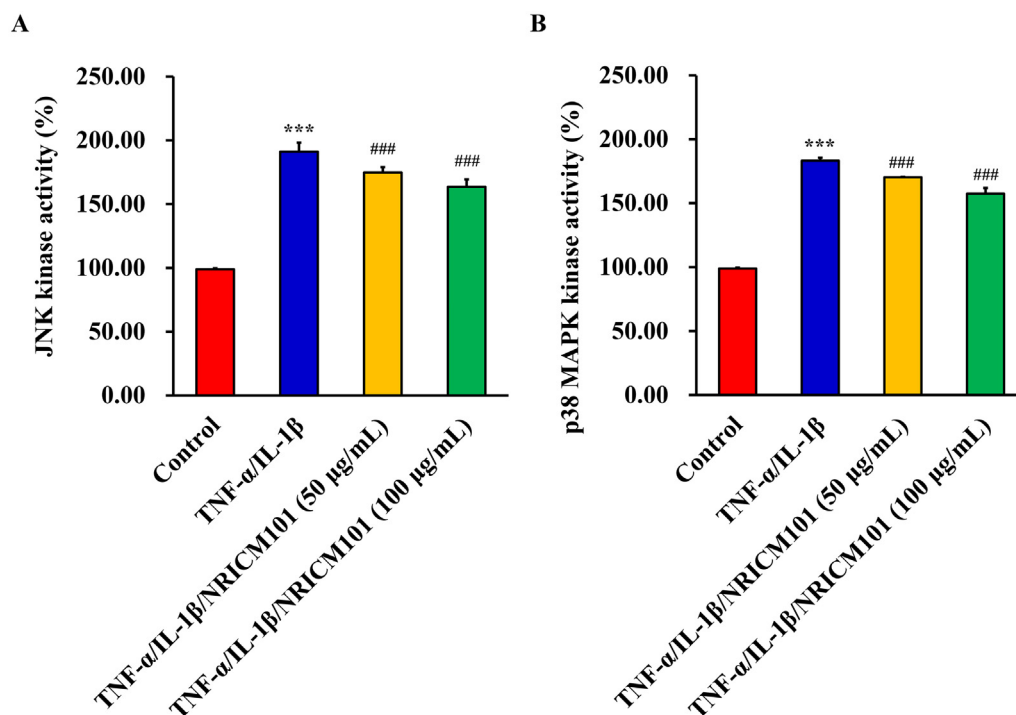 A
JNK kinase activity (%)
250.00
200.00
150.00
100.00
50.00
0.00
***
###
###
Control
TNF-α/IL-1β
TNF-α/IL-1β/NRICM101 (50 μg/mL)
TNF-α/IL-1β/NRICM101 (100 μg/mL)
B
p38 MAPK kinase activity (%)
250.00
200.00
150.00
100.00
50.00
0.00
***
###
###
Control
TNF-α/IL-1β
TNF-α/IL-1β/NRICM101 (50 μg/mL)
TNF-α/IL-1β/NRICM101 (100 μg/mL)